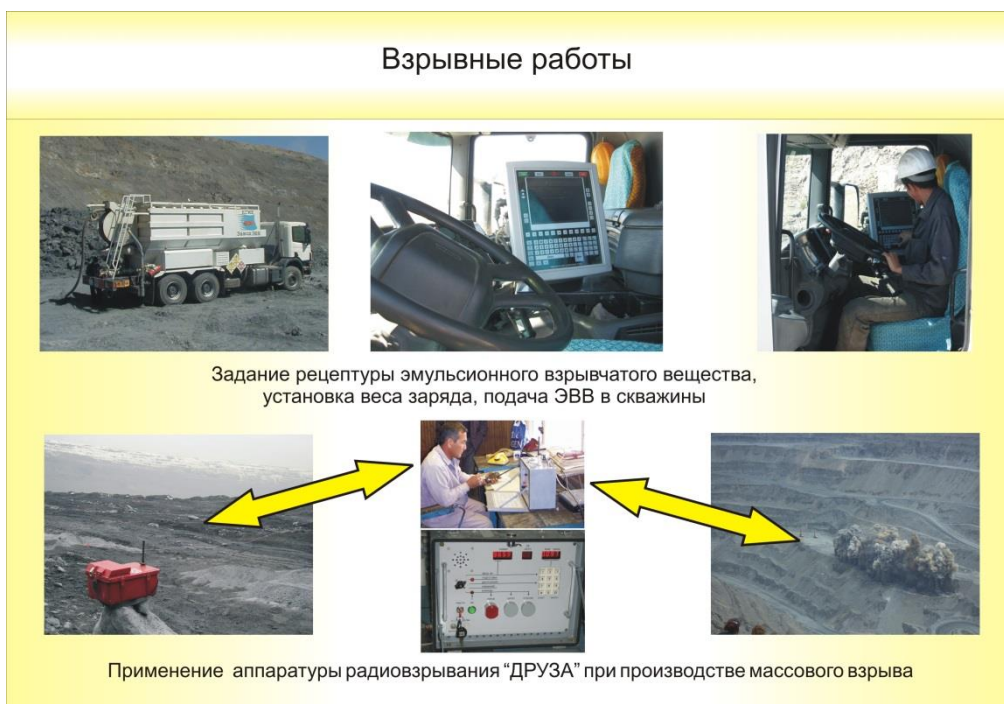 Взрывные работы
Задание рецептуры эмульсионного взрывчатого вещества,
установка веса заряда, подача ЭВВ в скважины
Применение аппаратуры радиовзрывания “ДРУЗА” при производстве массового взрыва